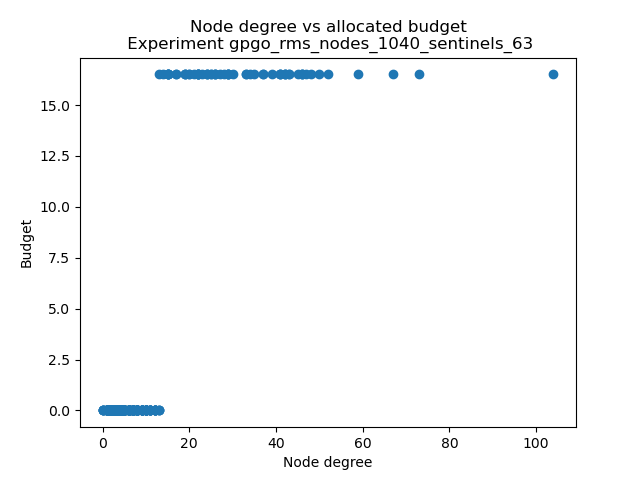 Node degree vs allocated budget
Experiment gpgo_rms_nodes_1040_sentinels_63
15.0
12.5
10.0
7.5
5.0
2.5
0.0
Budget
0 20 40 60 80 100
Node degree